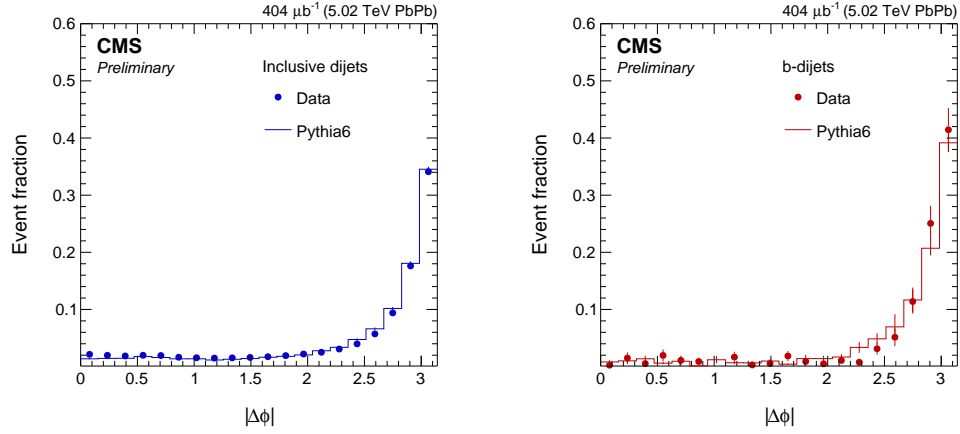 404 μb⁻¹ (5.02 TeV PbPb)
CMS
Preliminary
Inclusive dijets
Data
Pythia6
Event fraction
0.6
0.5
0.4
0.3
0.2
0.1
0 0.5 1 1.5 2 2.5 3
|Δϕ|
404 μb⁻¹ (5.02 TeV PbPb)
CMS
Preliminary
b-dijets
Data
Pythia6
Event fraction
0.6
0.5
0.4
0.3
0.2
0.1
0 0.5 1 1.5 2 2.5 3
|Δϕ|